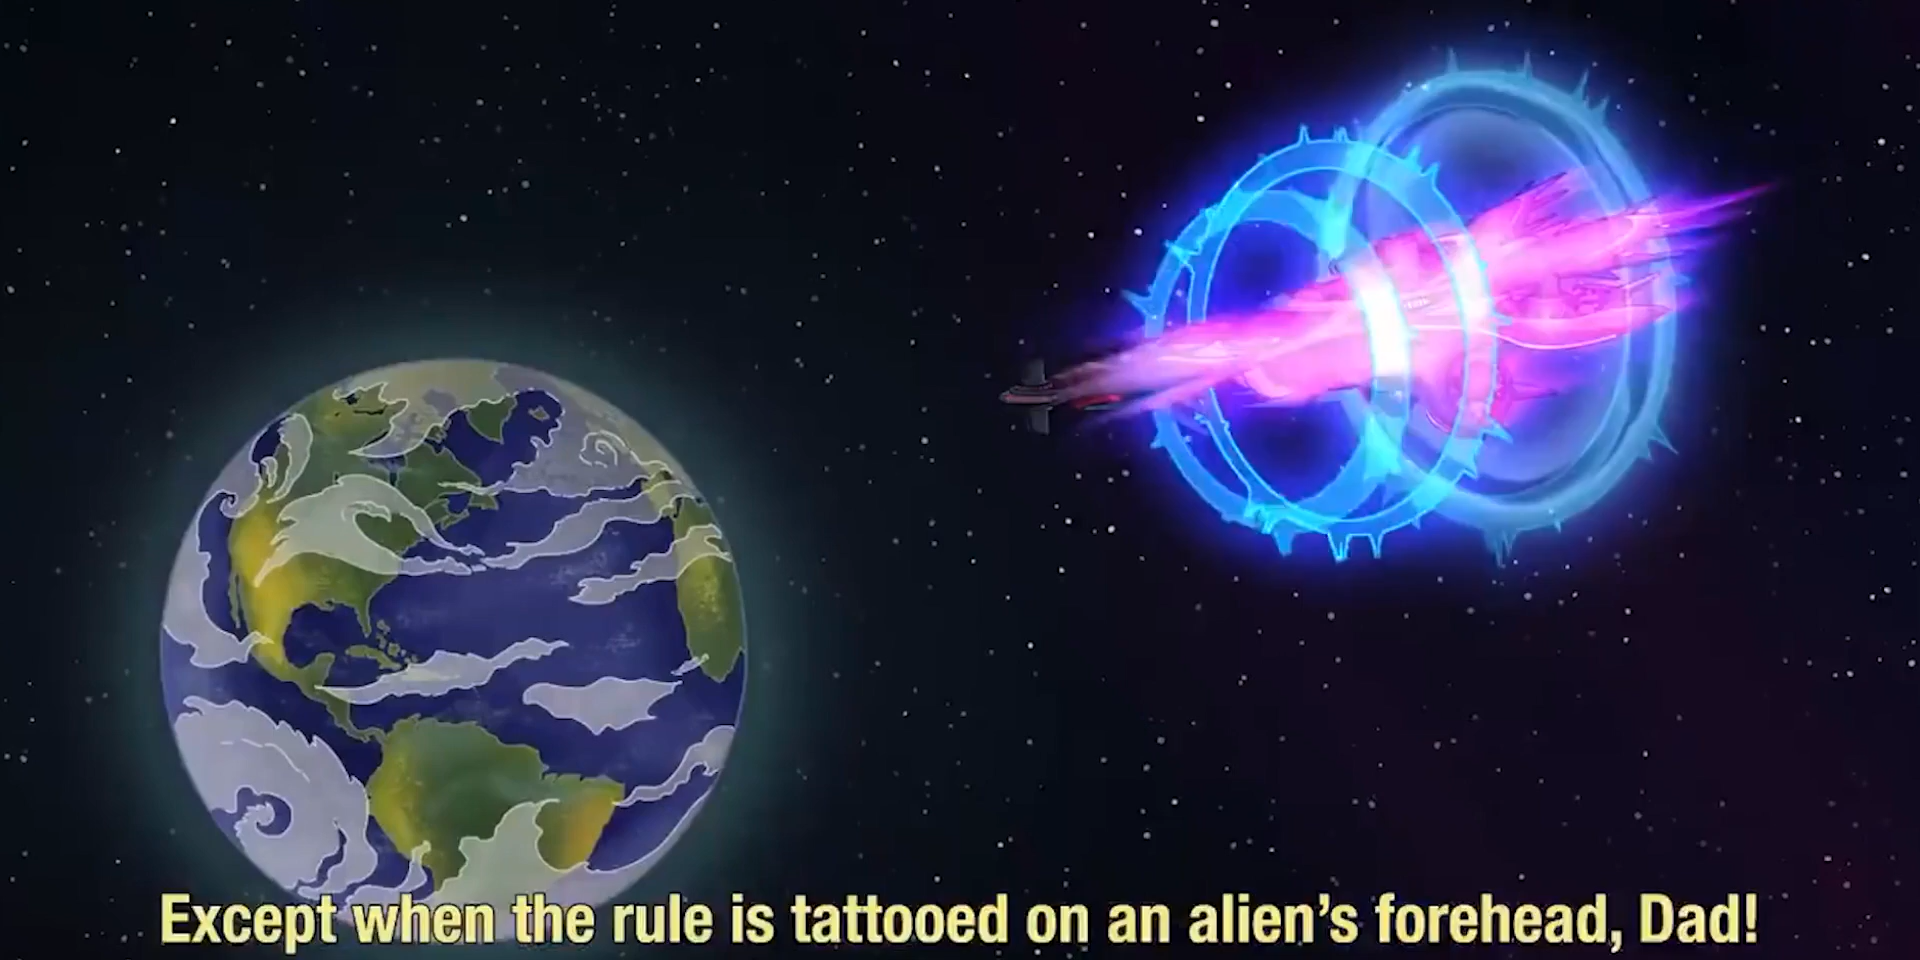 Except when the rule is tattooed on an alien’s forehead, Dad!